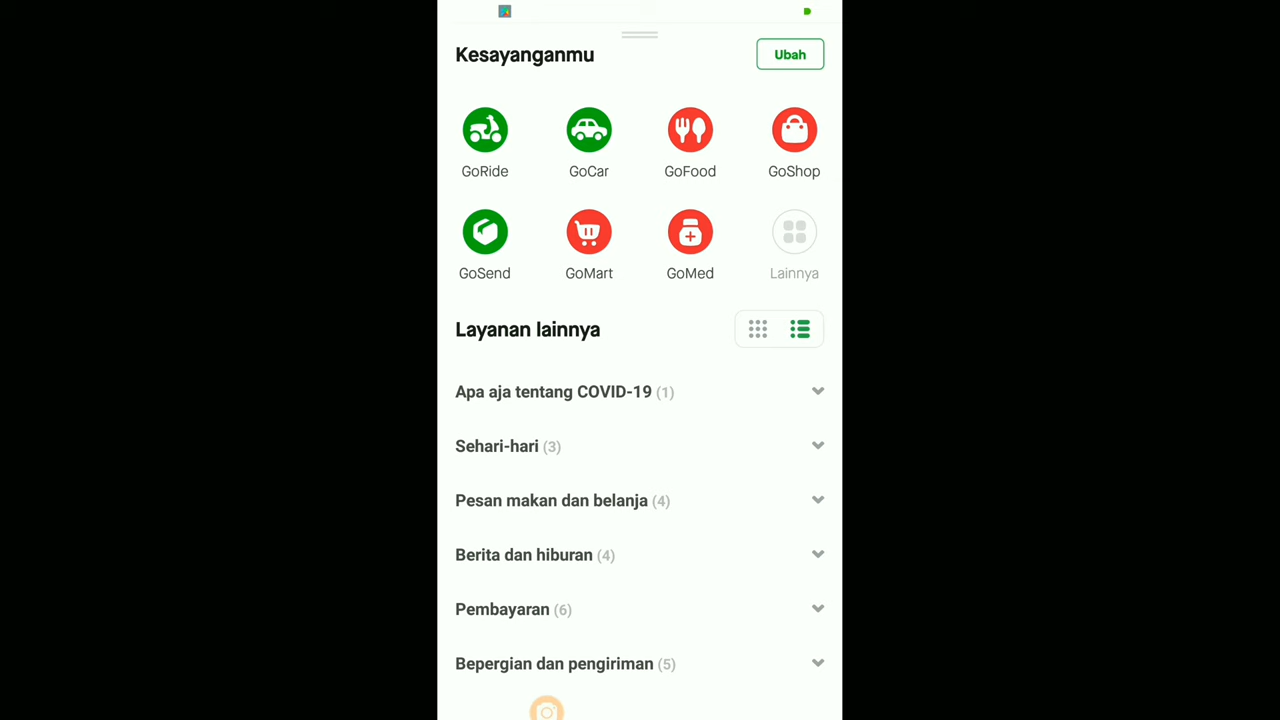 Kesayanganmu
Ubah
GoRide GoCar GoFood GoShop
GoSend GoMart GoMed Lainnya
Layanan lainnya
Apa aja tentang COVID-19 (1)
Sehari-hari (3)
Pesan makan dan belanja (4)
Berita dan hiburan (4)
Pembayaran (6)
Bepergian dan pengiriman (5)